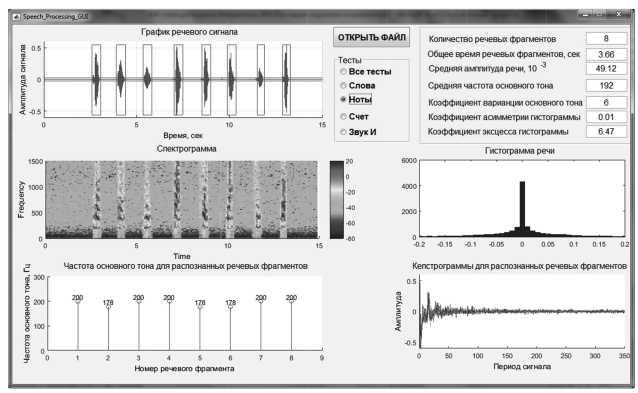 Speech_Processing_GUI
График речевого сигнала
Амплитуда сигнала
0.5
0
-0.5
0
5
10
15
Время, сек
ОТКРЫТЬ ФАЙЛ
Тесты
Все тесты
Слова
Ноты
Счет
Звук И
Количество речевых фрагментов 8
Общее время речевых фрагментов, сек 3.66
Средняя амплитуда речи, 10 -3 49.12
Средняя частота основного тона 192
Коэффициент вариании основного тона 6
Коэффициент асимметрии гистограммы 0.01
Коэффициент эксцесса гистограммы 6.47
Спектрограмма
Frequency
1500
1000
500
0
0
5
10
15
Time
20
0
-20
-40
-60
-80
Гистограмма речи
6000
4000
2000
0
-0.2 -0.15 -0.1 -0.05 0 0.05 0.1 0.15 0.2
Частота основного тона для распознанных речевых фрагментов
Частота основного тона, Гц
300
200
100
0
200 178 200 200 178 178 200 200
0 1 2 3 4 5 6 7 8 9
Номер речевого фрагмента
Кепстрограммы для распознанных речевых фрагментов
Амплитуда
0.5
0
-0.5
0 50 100 150 200 250 300 350
Период сигнала